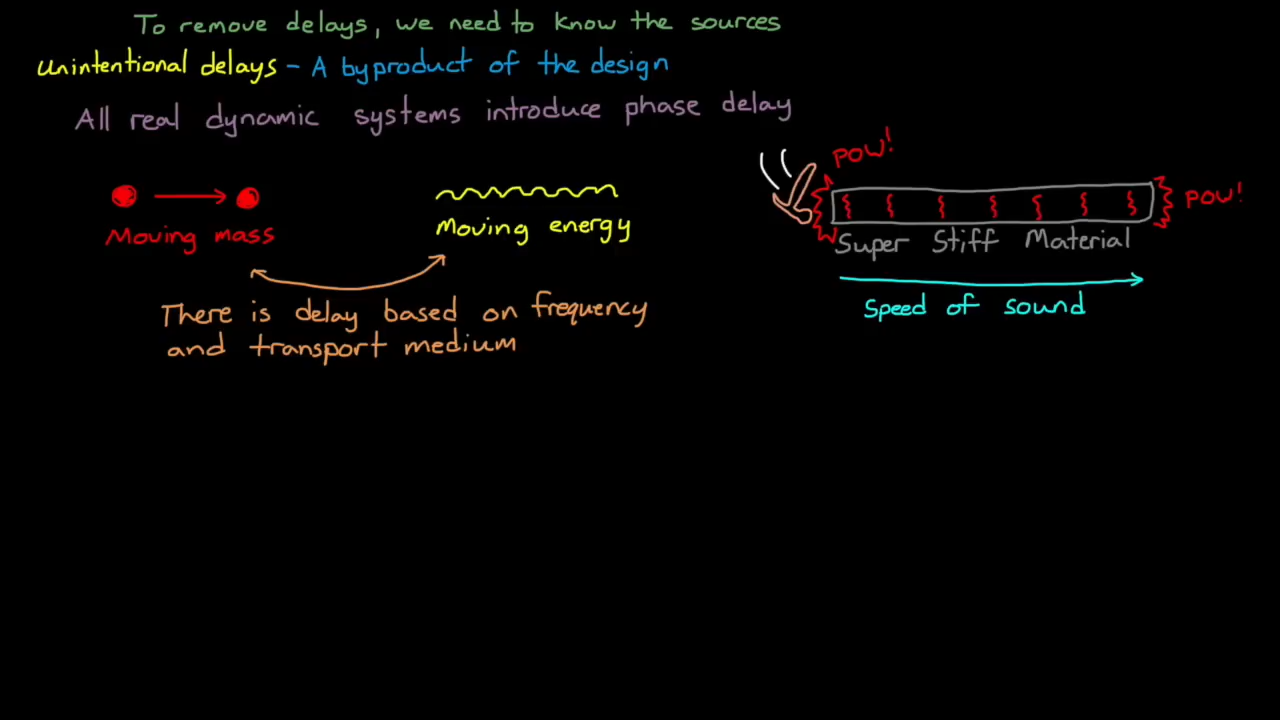 To remove delays, we need to know the sources
Unintentional delays - A byproduct of the design
All real dynamic systems introduce phase delay
Moving mass
Moving energy
There is delay based on frequency
and transport medium
POW!
POW!
Super Stiff Material
Speed of sound